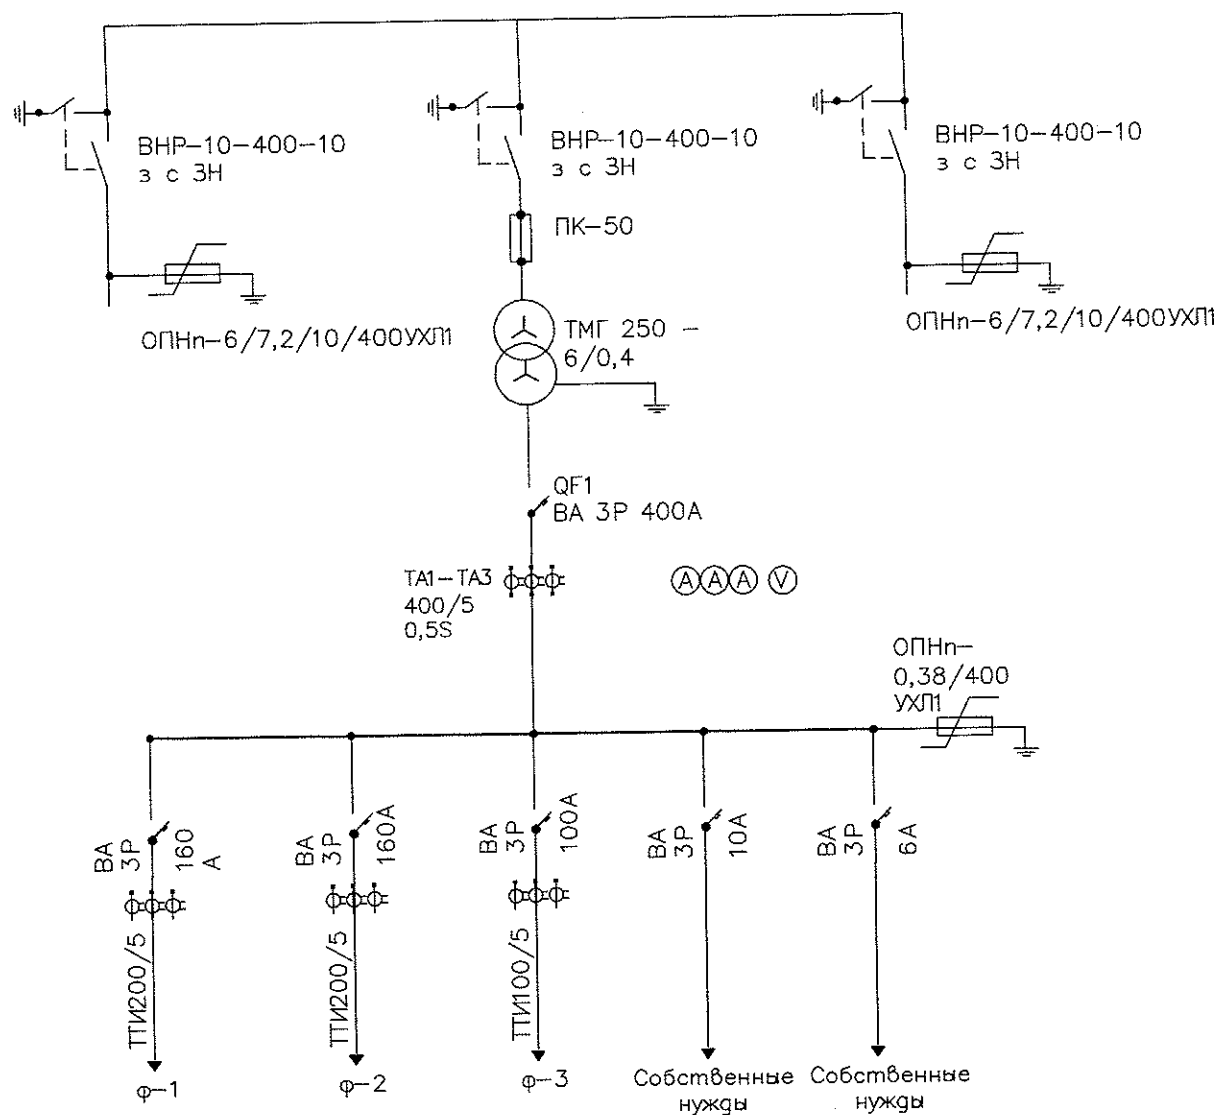 ВНР-10-400-10
з с ЗН
ВНР-10-400-10
з с ЗН
ВНР-10-400-10
з с ЗН
ПК-50
ОПНп-6/7,2/10/400УХЛ1
ТМГ 250 -
6/0,4
ОПНп-6/7,2/10/400УХЛ1
QF1
ВА 3Р 400А
ТА1-ТА3
400/5
0,5S
А А А V
ОПНп-
0,38/400
УХЛ1
ВА
3Р
160
А
ВА
3Р
160А
ВА
3Р
100А
ВА
3Р
10А
ВА
3Р
6А
ТТИ200/5
ТТИ200/5
ТТИ100/5
φ-1
φ-2
φ-3
Собственные
нужды
Собственные
нужды